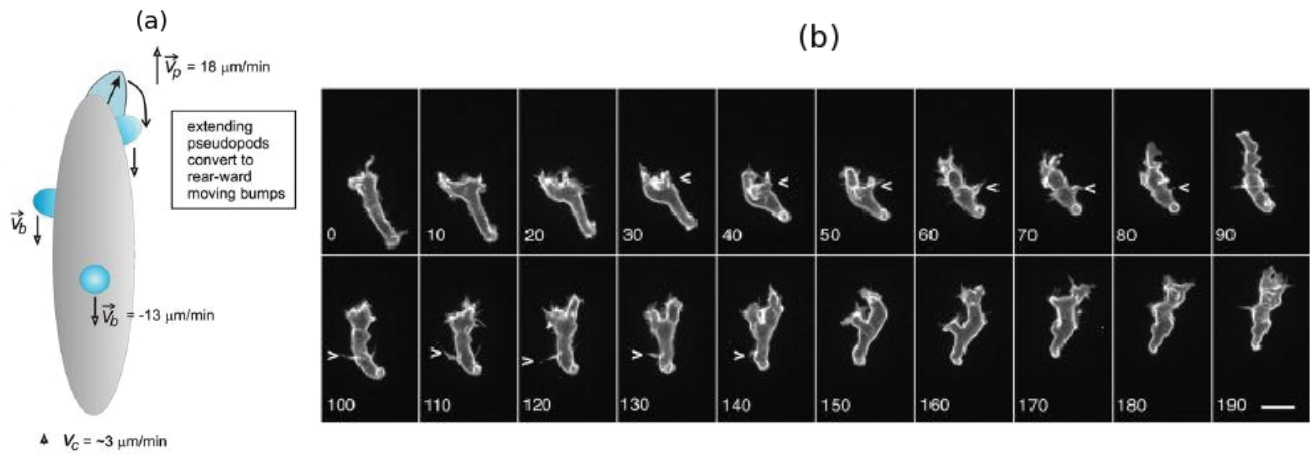 (a)
V⃗p = 18 μm/min
extending
pseudopods
convert to
rear-ward
moving bumps
V⃗b
V⃗b = -13 μm/min
Vc = ~3 μm/min
(b)
0 10 20 30 40 50 60 70 80 90
100 110 120 130 140 150 160 170 180 190